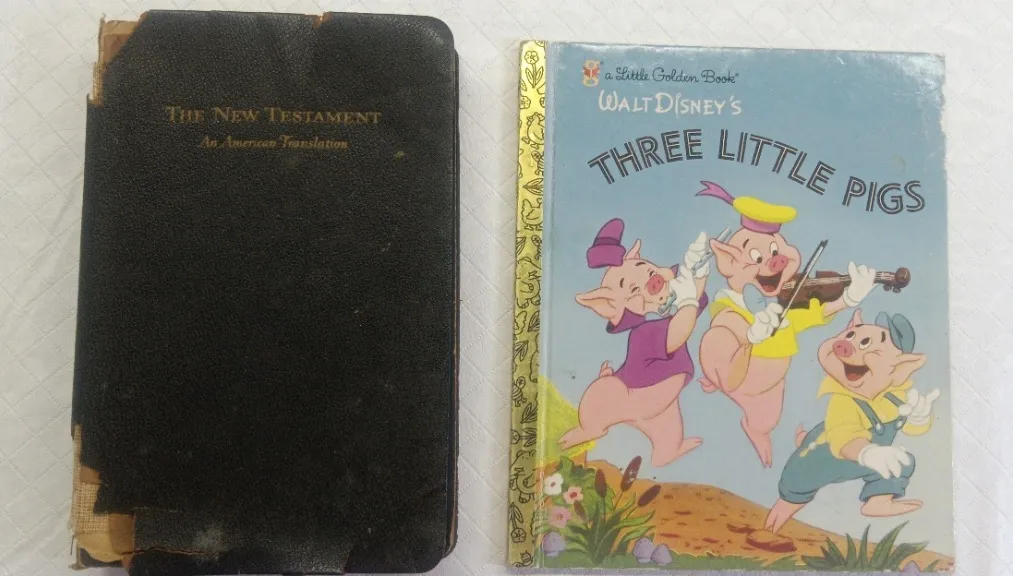 THE NEW TESTAMENT
An American Translation
a Little Golden Book®
WALT DISNEY'S
THREE LITTLE PIGS